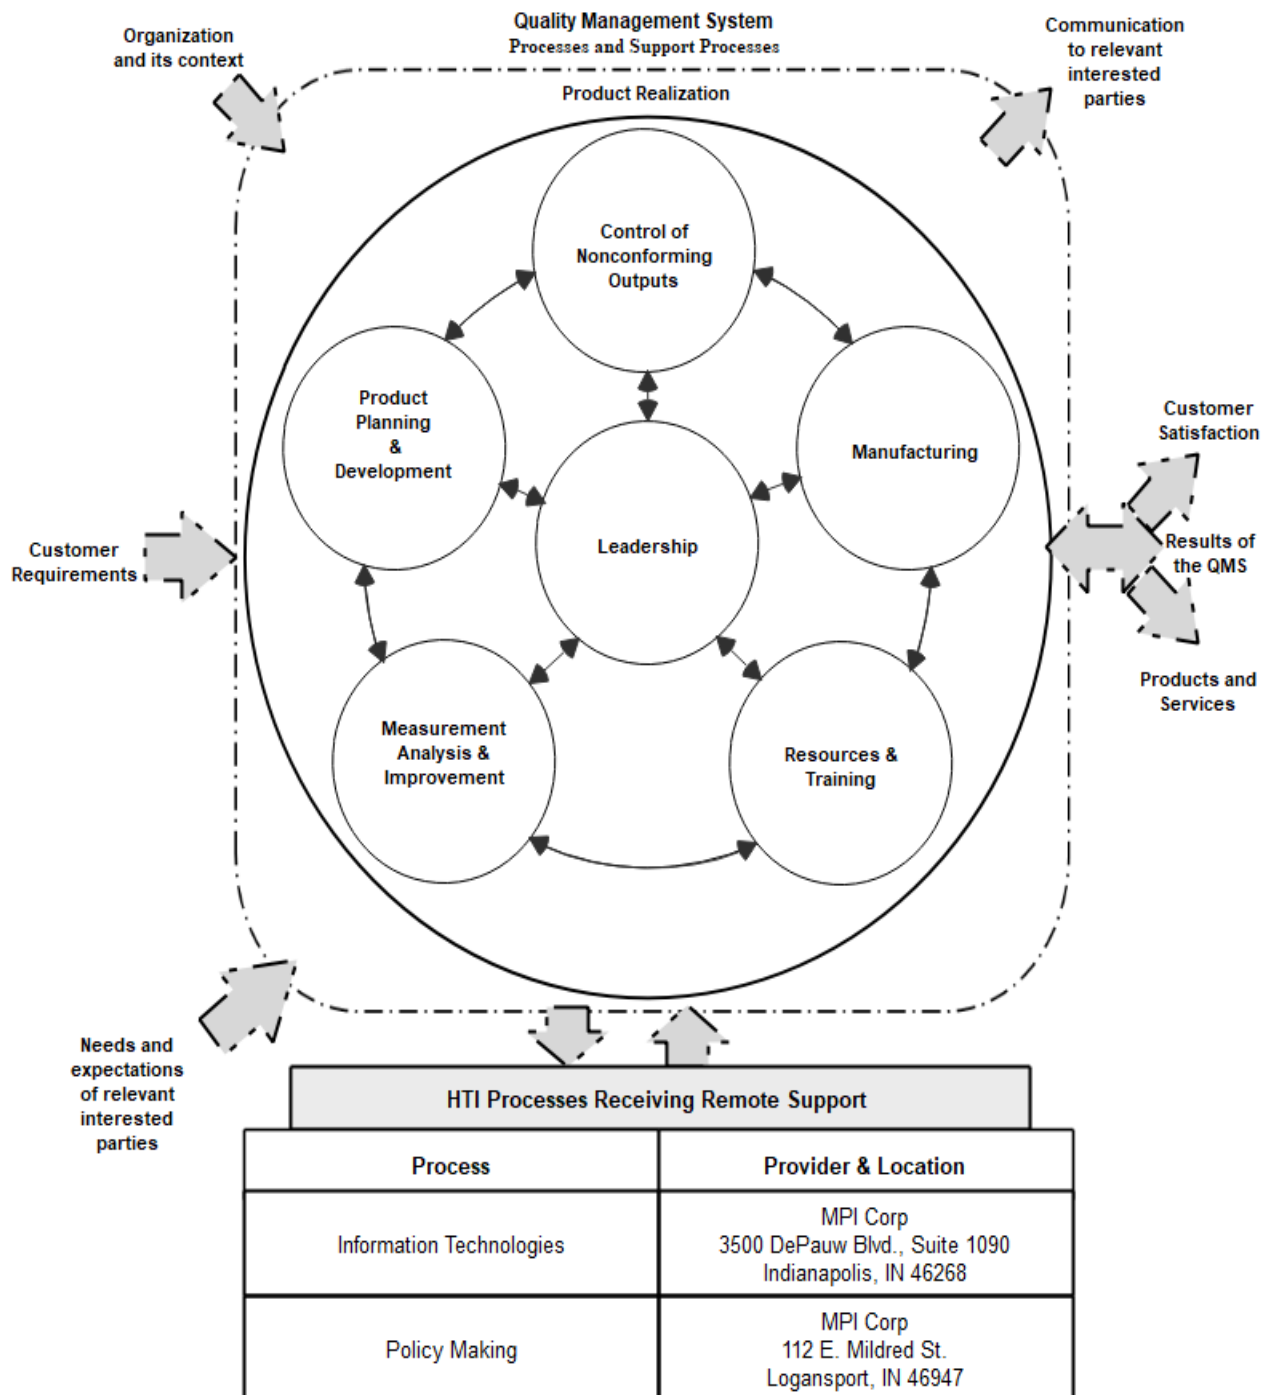 Quality Management System
Processes and Support Processes
Organization
and its context
Communication
to relevant
interested
parties
Product Realization
Control of
Nonconforming
Outputs
Product
Planning
&
Development
Manufacturing
Leadership
Customer
Satisfaction
Customer
Requirements
Results of
the QMS
Measurement
Analysis &
Improvement
Resources &
Training
Products and
Services
Needs and
expectations
of relevant
interested
parties
HTI Processes Receiving Remote Support
Process
Provider & Location
Information Technologies
MPI Corp
3500 DePauw Blvd., Suite 1090
Indianapolis, IN 46268
Policy Making
MPI Corp
112 E. Mildred St.
Logansport, IN 46947